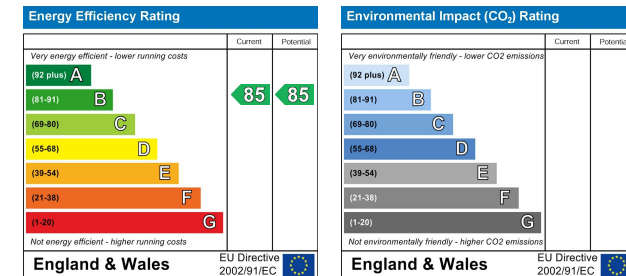 Energy Efficiency Rating
Current Potential
Very energy efficient - lower running costs
(92 plus) A
(81-91) B
85 85
(69-80) C
(55-68) D
(39-54) E
(21-38) F
(1-20) G
Not energy efficient - higher running costs
England & Wales
EU Directive
2002/91/EC
Environmental Impact (CO₂) Rating
Current Potential
Very environmentally friendly - lower CO2 emissions
(92 plus) A
(81-91) B
(69-80) C
(55-68) D
(39-54) E
(21-38) F
(1-20) G
Not environmentally friendly - higher CO2 emissions
England & Wales
EU Directive
2002/91/EC